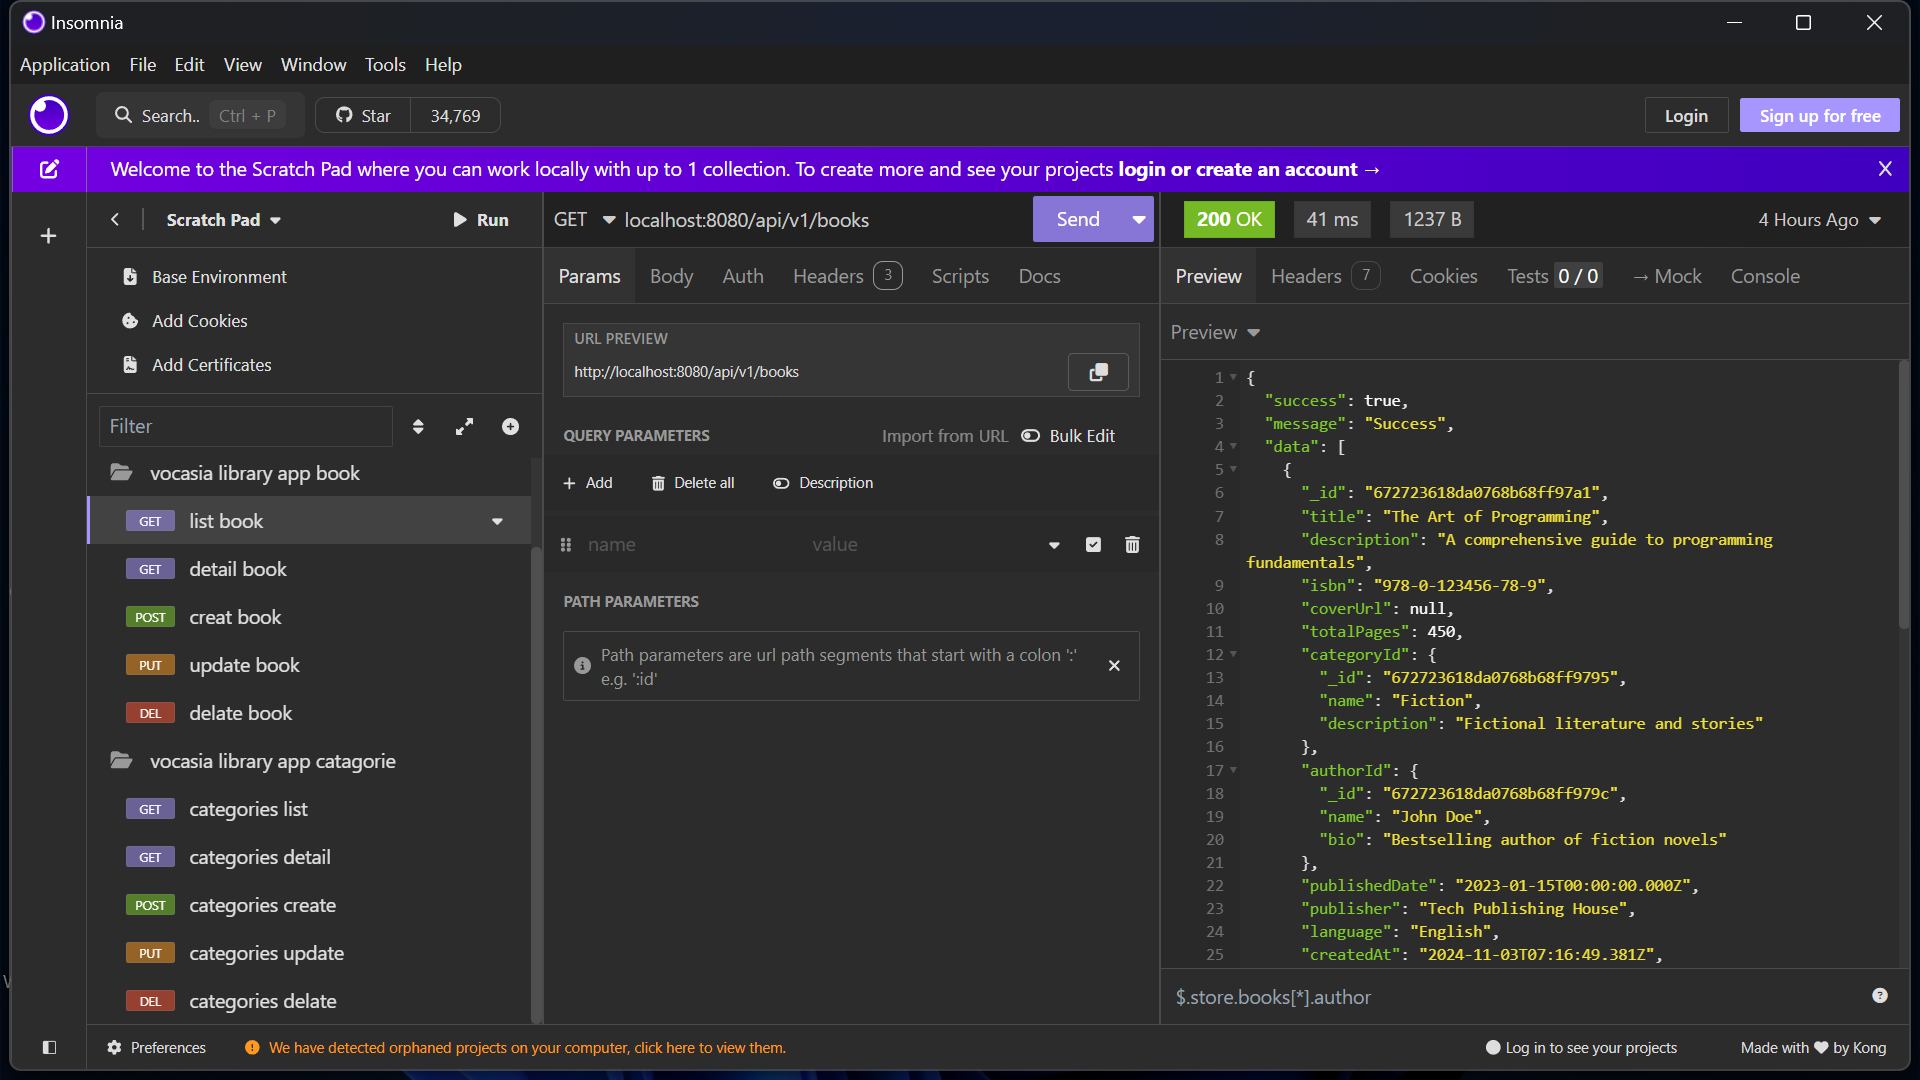 Insomnia
Application File Edit View Window Tools Help
Search.. Ctrl + P Star 34,769 Login Sign up for free
Welcome to the Scratch Pad where you can work locally with up to 1 collection. To create more and see your projects login or create an account →
Scratch Pad Run
Base Environment
Add Cookies
Add Certificates
Filter
vocasia library app book
GET list book
GET detail book
POST creat book
PUT update book
DEL delate book
vocasia library app catagorie
GET categories list
GET categories detail
POST categories create
PUT categories update
DEL categories delate
GET localhost:8080/api/v1/books Send
Params Body Auth Headers 3 Scripts Docs
URL PREVIEW
http://localhost:8080/api/v1/books
QUERY PARAMETERS Import from URL Bulk Edit
+ Add Delete all Description
name value
PATH PARAMETERS
Path parameters are url path segments that start with a colon ':'
e.g. ':id'
200 OK 41 ms 1237 B 4 Hours Ago
Preview Headers 7 Cookies Tests 0 / 0 → Mock Console
Preview
1 {
2 "success": true,
3 "message": "Success",
4 "data": [
5 {
6 "_id": "672723618da0768b68ff97a1",
7 "title": "The Art of Programming",
8 "description": "A comprehensive guide to programming
fundamentals",
9 "isbn": "978-0-123456-78-9",
10 "coverUrl": null,
11 "totalPages": 450,
12 "categoryId": {
13 "_id": "672723618da0768b68ff9795",
14 "name": "Fiction",
15 "description": "Fictional literature and stories"
16 },
17 "authorId": {
18 "_id": "672723618da0768b68ff979c",
19 "name": "John Doe",
20 "bio": "Bestselling author of fiction novels"
21 },
22 "publishedDate": "2023-01-15T00:00:00.000Z",
23 "publisher": "Tech Publishing House",
24 "language": "English",
25 "createdAt": "2024-11-03T07:16:49.381Z",
$.store.books[*].author
Preferences We have detected orphaned projects on your computer, click here to view them. Log in to see your projects Made with ❤ by Kong